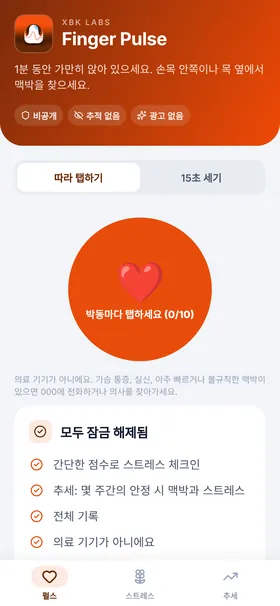 XBK LABS
Finger Pulse
1분 동안 가만히 앉아 있으세요. 손목 안쪽이나 목 옆에서
맥박을 찾으세요.
비공개
추적 없음
광고 없음
따라 탭하기
15초 세기
박동마다 탭하세요 (0/10)
의료 기기가 아니에요. 가슴 통증, 실신, 아주 빠르거나 불규칙한 맥박이
있으면 000에 전화하거나 의사를 찾아가세요.
모두 잠금 해제됨
간단한 점수로 스트레스 체크인
추세: 몇 주간의 안정 시 맥박과 스트레스
전체 기록
의료 기기가 아니에요
펄스
스트레스
추세